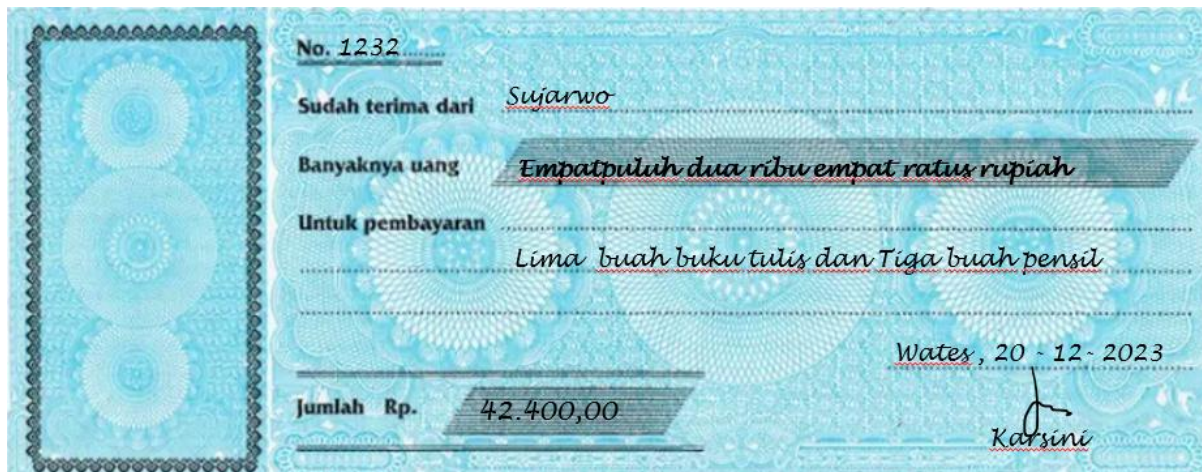 No. 1232
Sudah terima dari Sujarwo
Banyaknya uang Empatpuluh dua ribu empat ratus rupiah
Untuk pembayaran
Lima buah buku tulis dan Tiga buah pensil
Wates, 20 - 12- 2023
Jumlah Rp. 42.400,00
Karsini